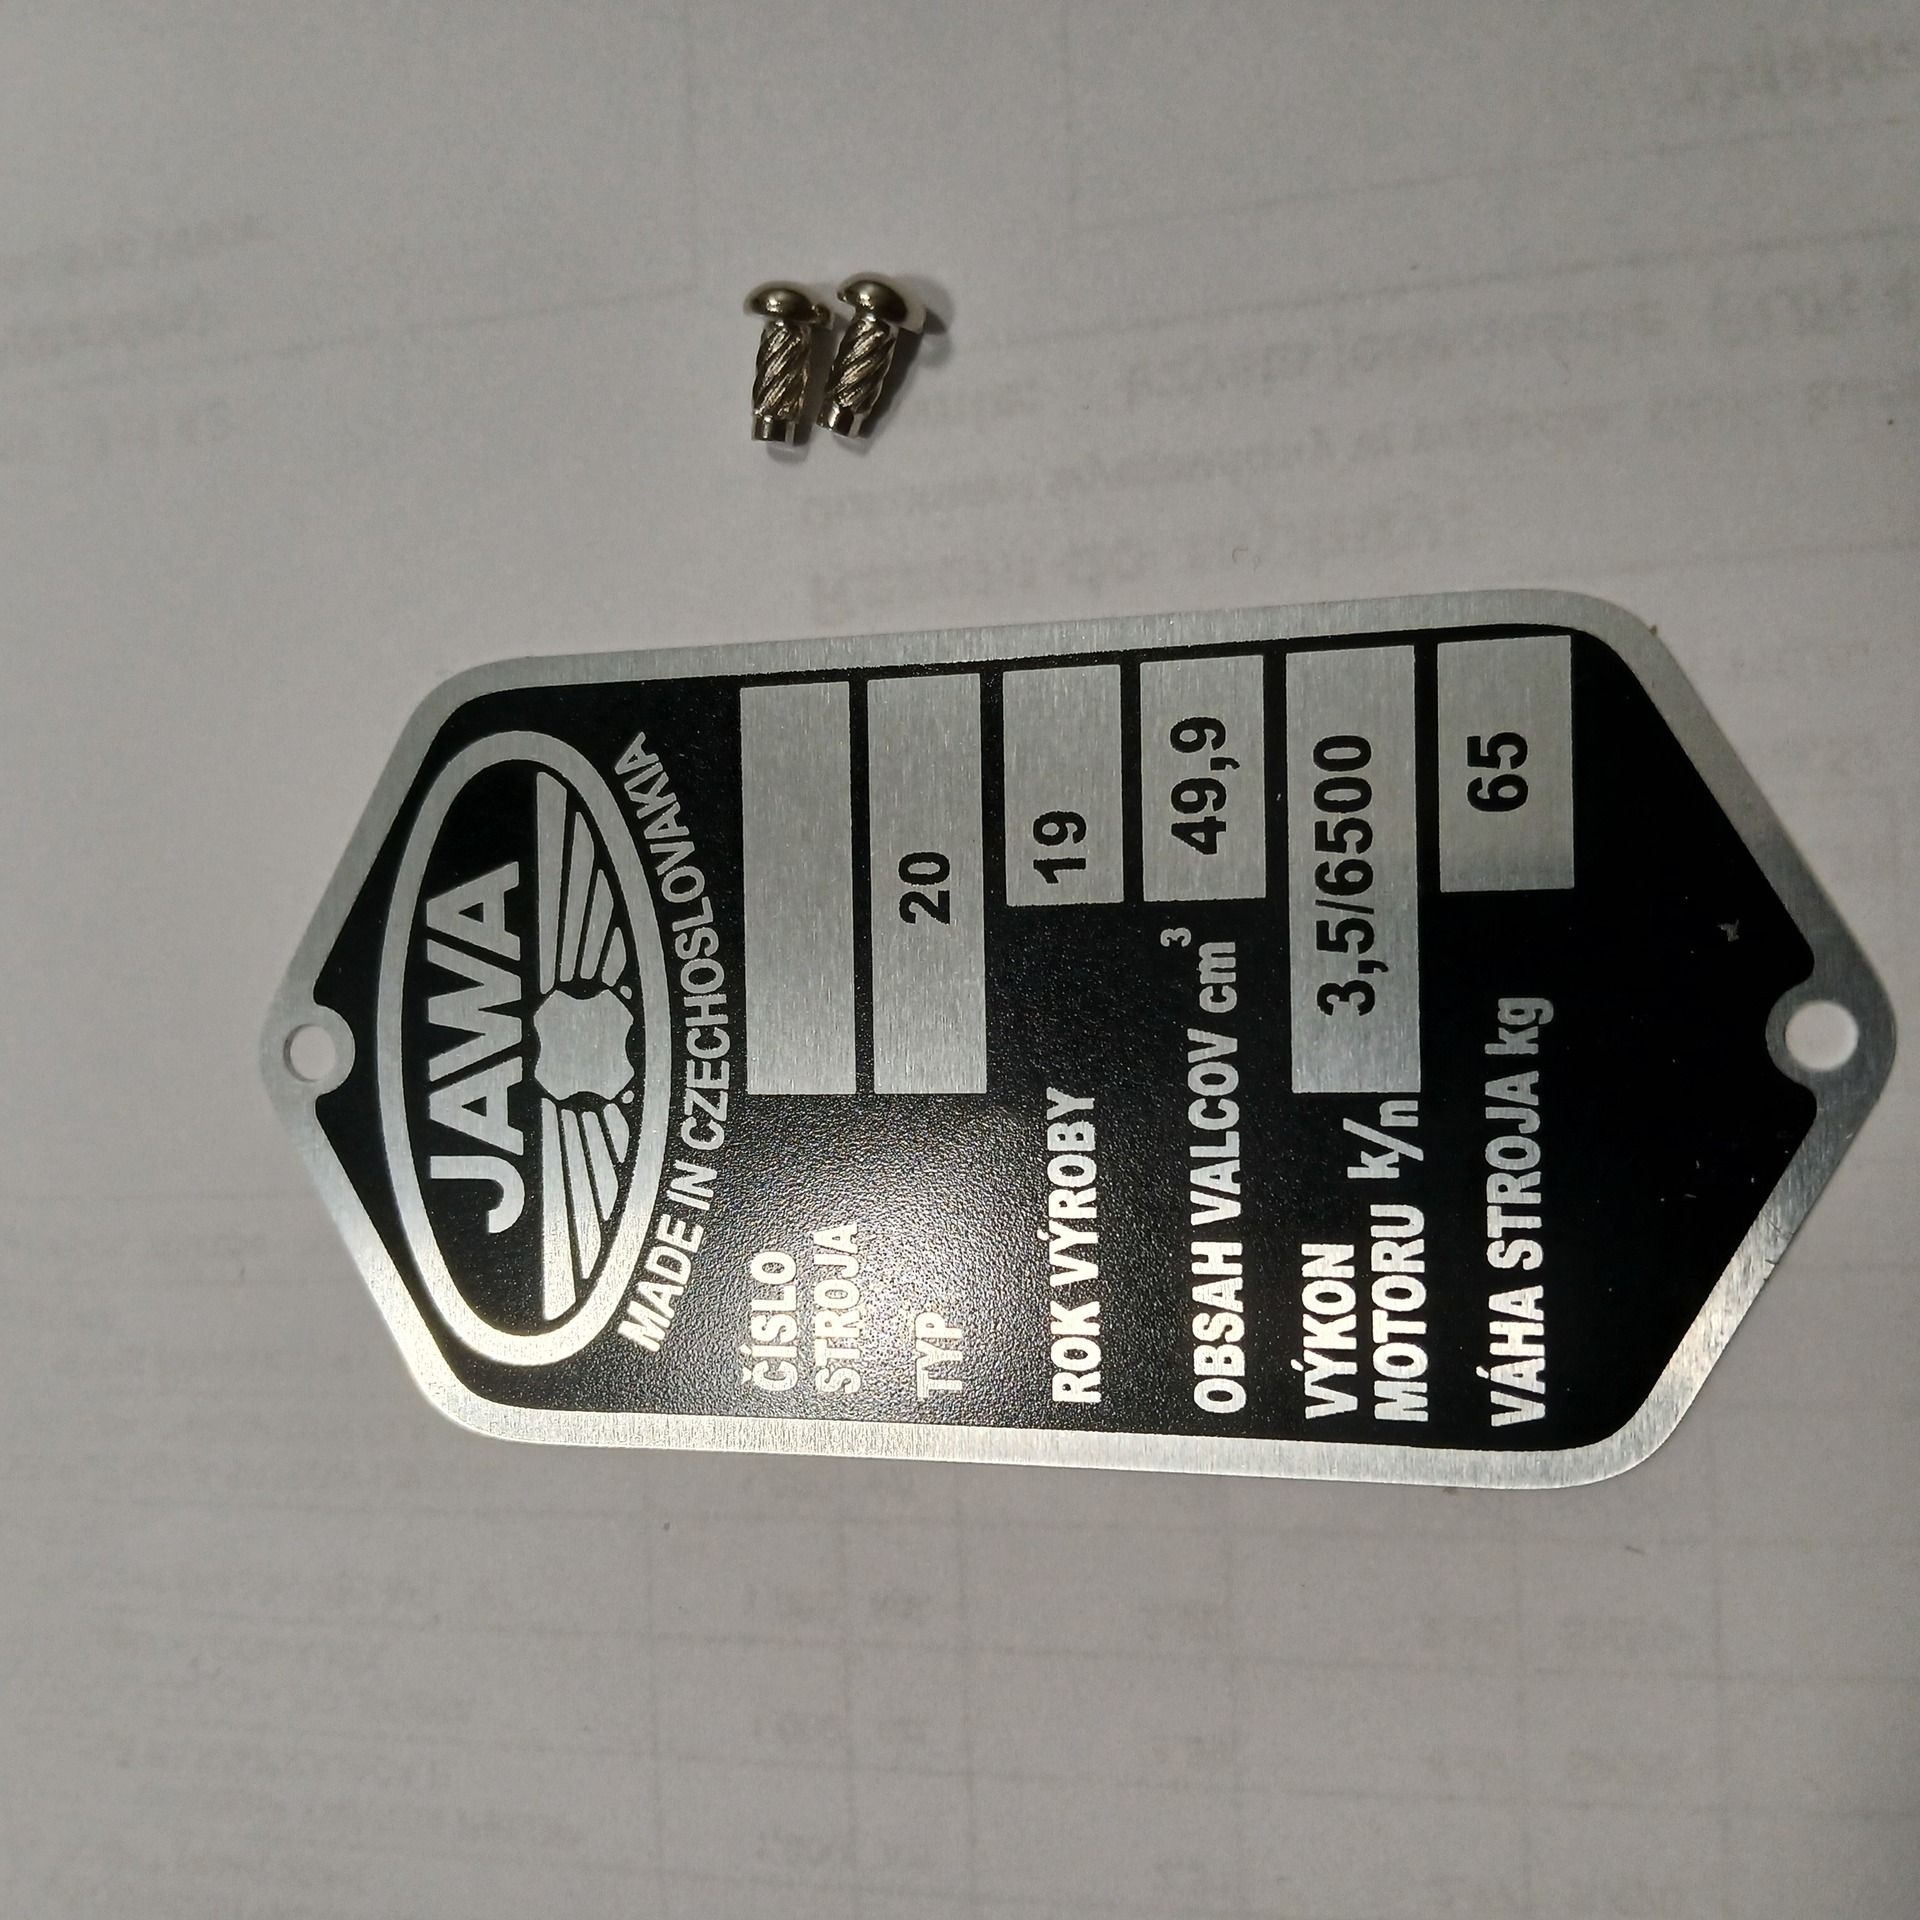 JAWA
MADE IN CZECHOSLOVAKIA
ČÍSLO
STROJA
TYP 20
ROK VÝROBY 19
OBSAH VALCOV cm³ 49,9
VÝKON
MOTORU k/n 3,5/6500
VÁHA STROJA kg 65